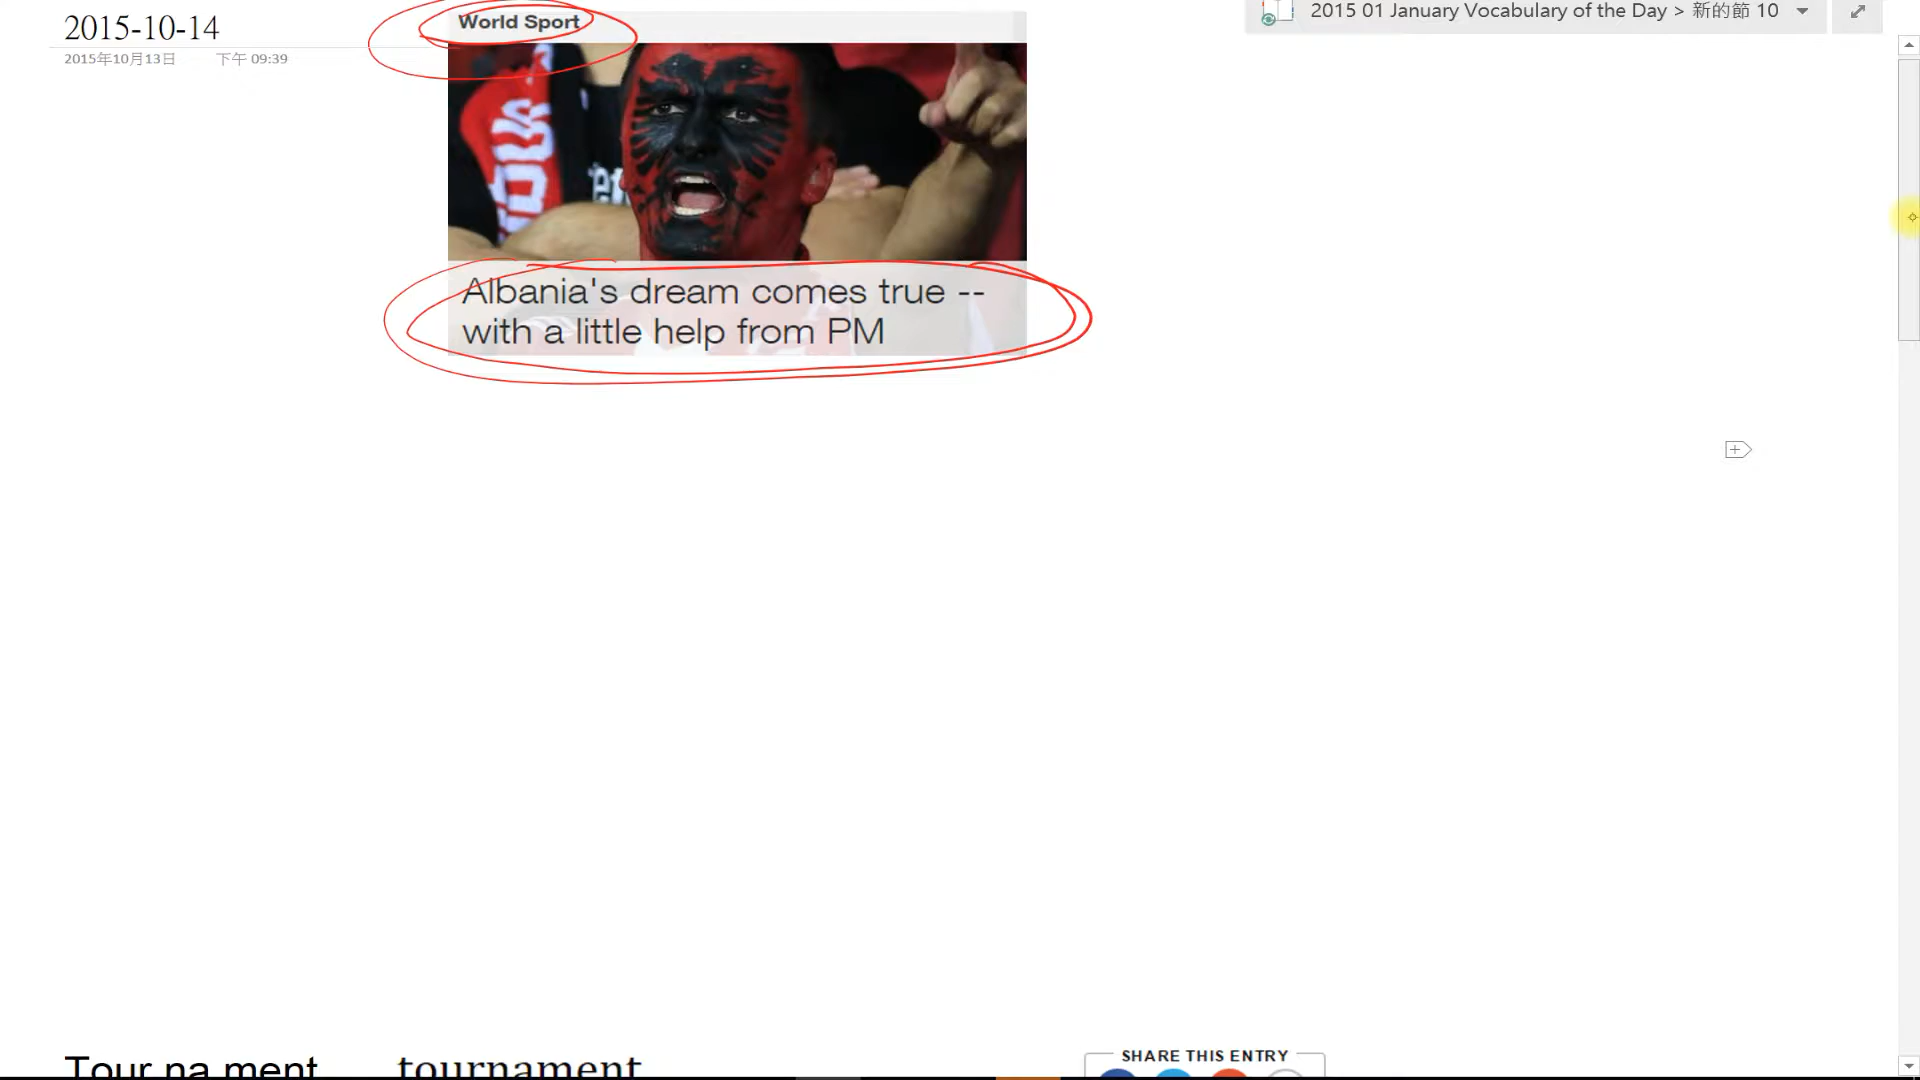 2015-10-14
2015年10月13日 下午 09:39
World Sport
2015 01 January Vocabulary of the Day > 新的節 10
Albania's dream comes true --
with a little help from PM
Tour na ment tournament
SHARE THIS ENTRY